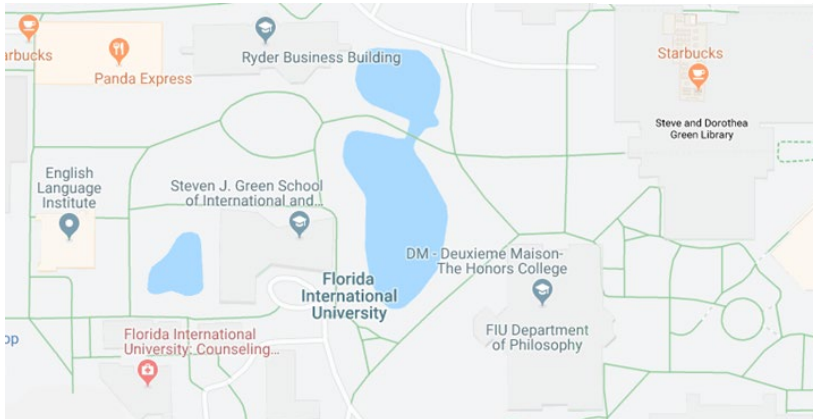 arbucks
Panda Express
Ryder Business Building
Starbucks
Steve and Dorothea
Green Library
English
Language
Institute
Steven J. Green School
of International and...
DM - Deuxieme Maison-
The Honors College
Florida
International
University
FIU Department
of Philosophy
Florida International
University: Counseling...
op